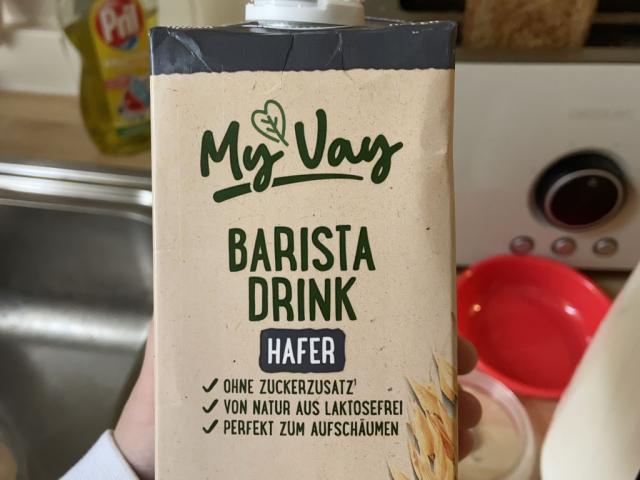 Pril
My Vay
BARISTA
DRINK
HAFER
✓ OHNE ZUCKERZUSATZ¹
✓ VON NATUR AUS LAKTOSEFREI
✓ PERFEKT ZUM AUFSCHÄUMEN